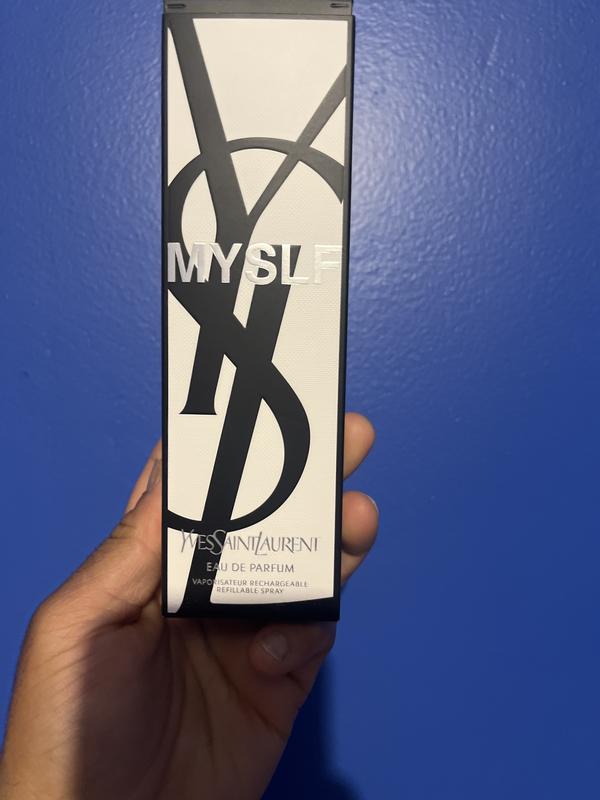 MYSLF
YVESSAINTLAURENT
EAU DE PARFUM
VAPORISATEUR RECHARGEABLE
REFILLABLE SPRAY